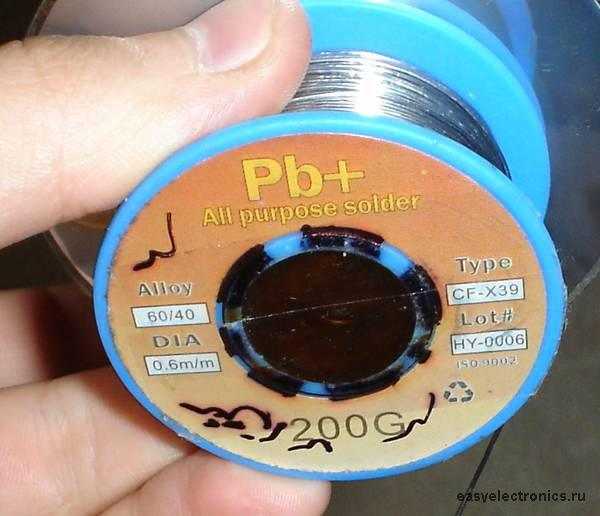 Pb+
All purpose solder
Alloy
60/40
DIA
0.6m/m
Type
CF-X39
Lot#
HY-0006
ISO-9002
200G
easyelectronics.ru